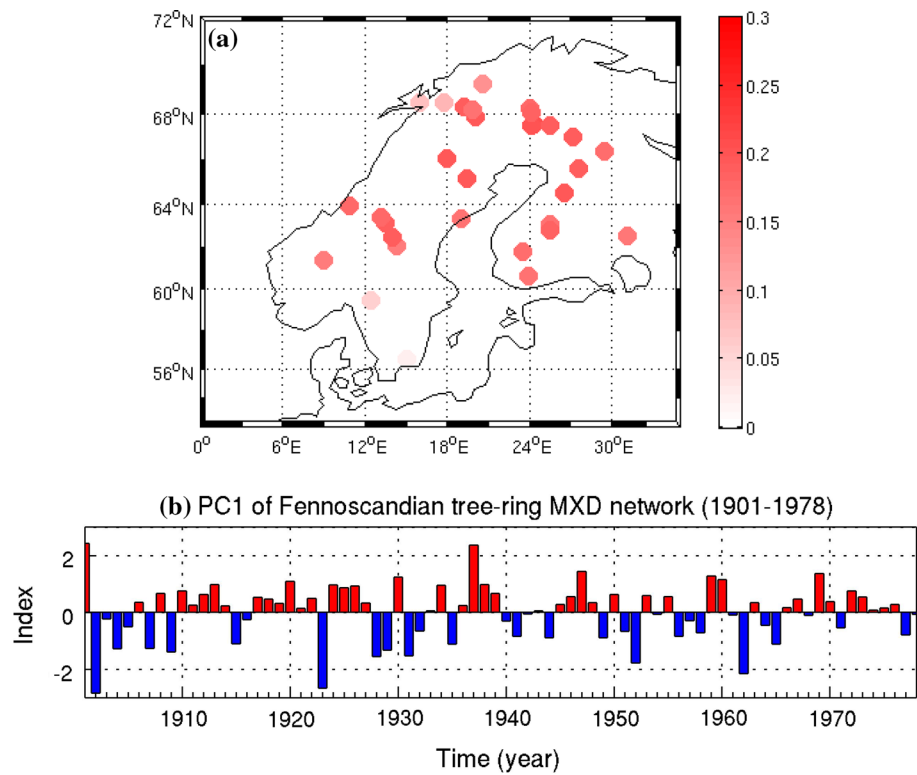 72°N
(a)
68°N
64°N
60°N
56°N
0°
6°E
12°E
18°E
24°E
30°E
0.3
0.25
0.2
0.15
0.1
0.05
0
(b) PC1 of Fennoscandian tree-ring MXD network (1901-1978)
Index
2
0
-2
1910
1920
1930
1940
1950
1960
1970
Time (year)